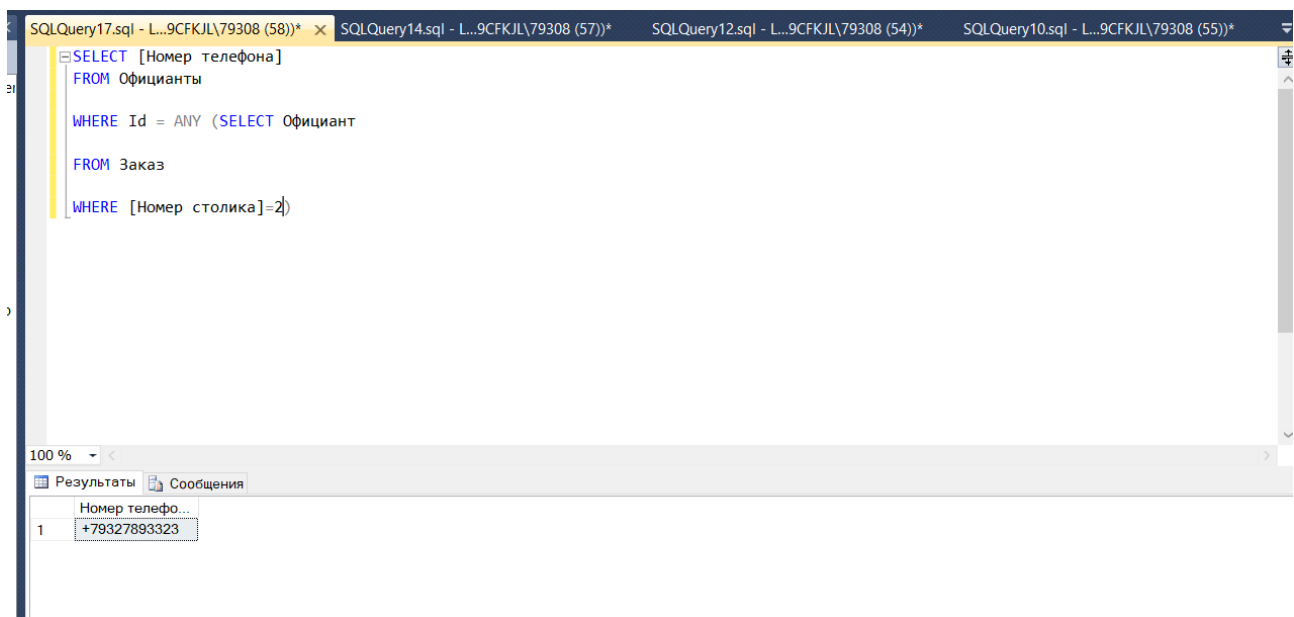 SQLQuery17.sql - L...9CFKJL\79308 (58))* SQLQuery14.sql - L...9CFKJL\79308 (57))* SQLQuery12.sql - L...9CFKJL\79308 (54))* SQLQuery10.sql - L...9CFKJL\79308 (55))*
SELECT [Номер телефона]
FROM Официанты
WHERE Id = ANY (SELECT Официант
FROM Заказ
WHERE [Номер столика]=2)
100 %
Результаты Сообщения
Номер телефо...
1 +79327893323